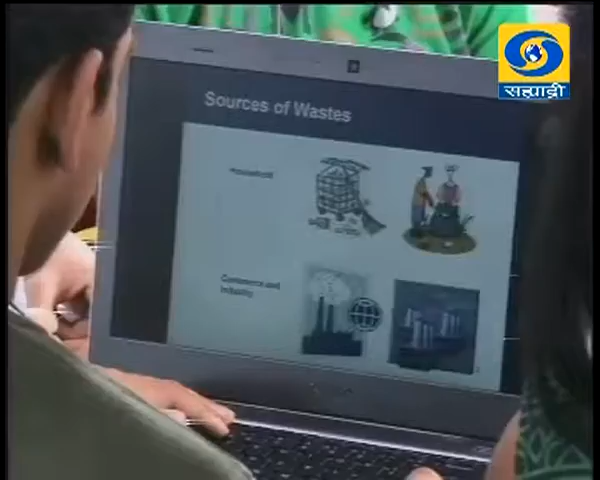 सह्याद्री
Sources of Wastes
Household
Commerce and
Industry